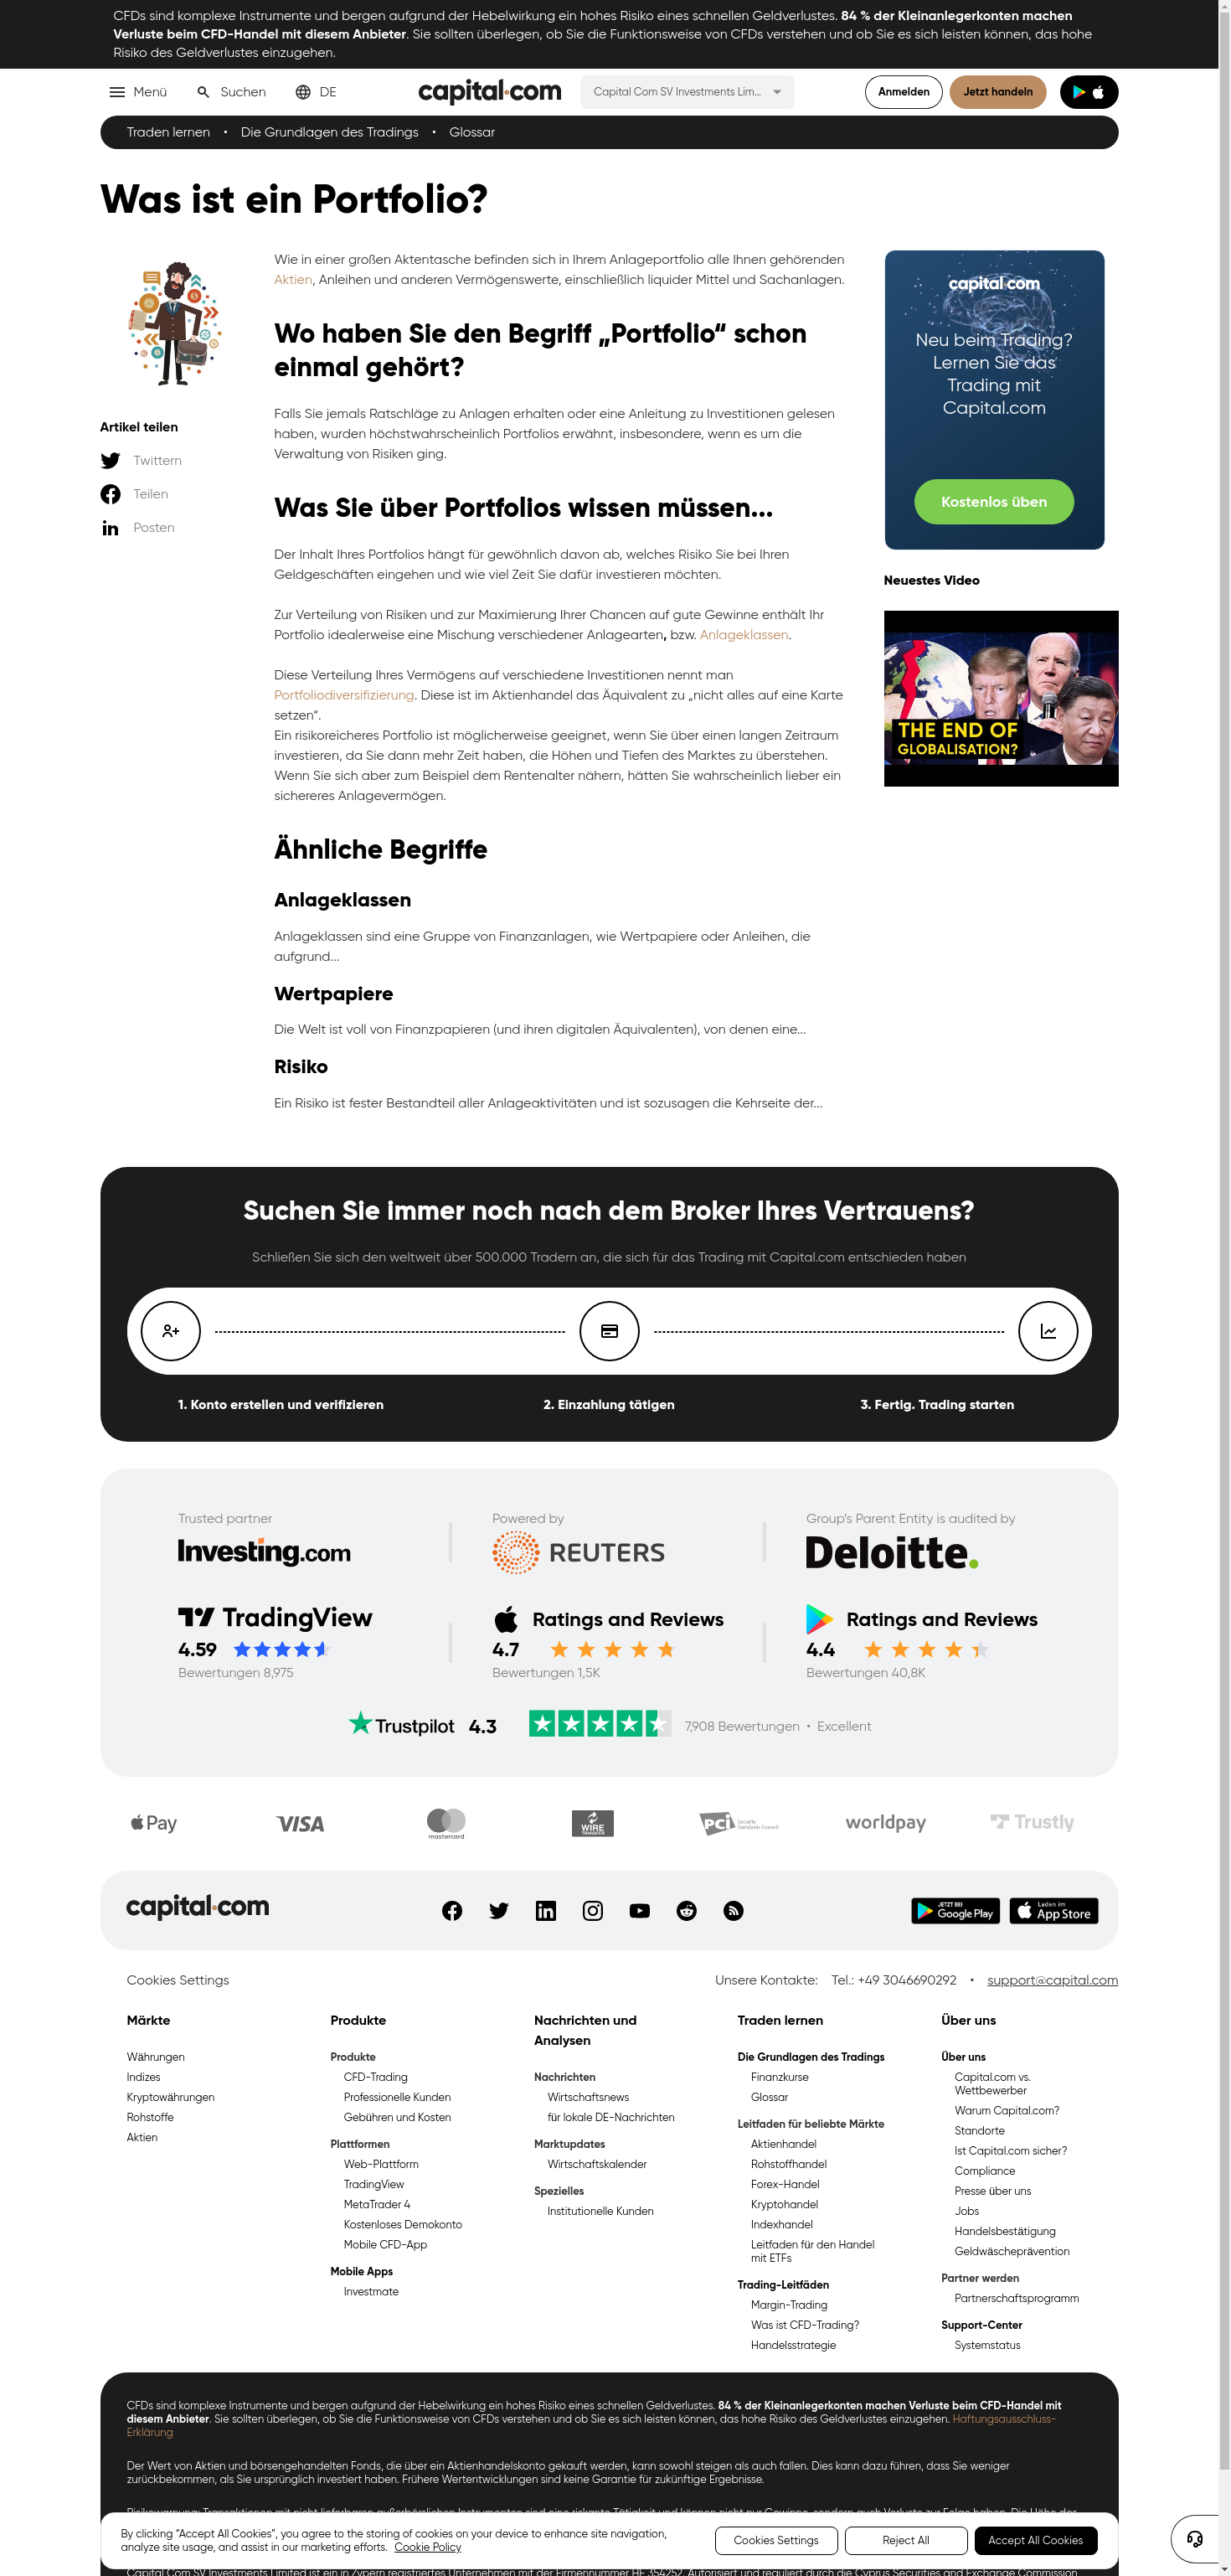 CFDs sind komplexe Instrumente und bergen aufgrund der Hebelwirkung ein hohes Risiko eines schnellen Geldverlustes. 84 % der Kleinanlegerkonten machen
Verluste beim CFD-Handel mit diesem Anbieter. Sie sollten überlegen, ob Sie die Funktionsweise von CFDs verstehen und ob Sie es sich leisten können, das hohe
Risiko des Geldverlustes einzugehen.
Menü
Suchen
DE
capital.com
Capital Com SV Investments Lim...
Anmelden
Jetzt handeln
Traden lernen • Die Grundlagen des Tradings • Glossar
Was ist ein Portfolio?
Artikel teilen
Twittern
Teilen
Posten
Wie in einer großen Aktentasche befinden sich in Ihrem Anlageportfolio alle Ihnen gehörenden
Aktien, Anleihen und anderen Vermögenswerte, einschließlich liquider Mittel und Sachanlagen.
Wo haben Sie den Begriff „Portfolio“ schon
einmal gehört?
Falls Sie jemals Ratschläge zu Anlagen erhalten oder eine Anleitung zu Investitionen gelesen
haben, wurden höchstwahrscheinlich Portfolios erwähnt, insbesondere, wenn es um die
Verwaltung von Risiken ging.
Was Sie über Portfolios wissen müssen...
Der Inhalt Ihres Portfolios hängt für gewöhnlich davon ab, welches Risiko Sie bei Ihren
Geldgeschäften eingehen und wie viel Zeit Sie dafür investieren möchten.
Zur Verteilung von Risiken und zur Maximierung Ihrer Chancen auf gute Gewinne enthält Ihr
Portfolio idealerweise eine Mischung verschiedener Anlagearten, bzw. Anlageklassen.
Diese Verteilung Ihres Vermögens auf verschiedene Investitionen nennt man
Portfoliodiversifizierung. Diese ist im Aktienhandel das Äquivalent zu „nicht alles auf eine Karte
setzen“.
Ein risikoreicheres Portfolio ist möglicherweise geeignet, wenn Sie über einen langen Zeitraum
investieren, da Sie dann mehr Zeit haben, die Höhen und Tiefen des Marktes zu überstehen.
Wenn Sie sich aber zum Beispiel dem Rentenalter nähern, hätten Sie wahrscheinlich lieber ein
sichereres Anlagevermögen.
Ähnliche Begriffe
Anlageklassen
Anlageklassen sind eine Gruppe von Finanzanlagen, wie Wertpapiere oder Anleihen, die
aufgrund...
Wertpapiere
Die Welt ist voll von Finanzpapieren (und ihren digitalen Äquivalenten), von denen eine...
Risiko
Ein Risiko ist fester Bestandteil aller Anlageaktivitäten und ist sozusagen die Kehrseite der...
capital.com
Neu beim Trading?
Lernen Sie das
Trading mit
Capital.com
Kostenlos üben
Neuestes Video
THE END OF
GLOBALISATION?
Suchen Sie immer noch nach dem Broker Ihres Vertrauens?
Schließen Sie sich den weltweit über 500.000 Tradern an, die sich für das Trading mit Capital.com entschieden haben
1. Konto erstellen und verifizieren
2. Einzahlung tätigen
3. Fertig. Trading starten
Trusted partner
Investing.com
Powered by
REUTERS
Group's Parent Entity is audited by
Deloitte.
TradingView
4.59
Bewertungen 8,975
Ratings and Reviews
4.7
Bewertungen 1,5K
Ratings and Reviews
4.4
Bewertungen 40,8K
Trustpilot 4.3
7,908 Bewertungen • Excellent
Pay
VISA
mastercard
WIRE
TRANSFER
PCI Security
Standards Council
worldpay
Trustly
capital.com
JETZT BEI
Google Play
Laden im
App Store
Cookies Settings
Unsere Kontakte: Tel.: +49 3046690292 • support@capital.com
Märkte
Währungen
Indizes
Kryptowährungen
Rohstoffe
Aktien
Produkte
Produkte
CFD-Trading
Professionelle Kunden
Gebühren und Kosten
Plattformen
Web-Plattform
TradingView
MetaTrader 4
Kostenloses Demokonto
Mobile CFD-App
Mobile Apps
Investmate
Nachrichten und
Analysen
Nachrichten
Wirtschaftsnews
für lokale DE-Nachrichten
Marktupdates
Wirtschaftskalender
Spezielles
Institutionelle Kunden
Traden lernen
Die Grundlagen des Tradings
Finanzkurse
Glossar
Leitfaden für beliebte Märkte
Aktienhandel
Rohstoffhandel
Forex-Handel
Kryptohandel
Indexhandel
Leitfaden für den Handel
mit ETFs
Trading-Leitfäden
Margin-Trading
Was ist CFD-Trading?
Handelsstrategie
Über uns
Über uns
Capital.com vs.
Wettbewerber
Warum Capital.com?
Standorte
Ist Capital.com sicher?
Compliance
Presse über uns
Jobs
Handelsbestätigung
Geldwäscheprävention
Partner werden
Partnerschaftsprogramm
Support-Center
Systemstatus
CFDs sind komplexe Instrumente und bergen aufgrund der Hebelwirkung ein hohes Risiko eines schnellen Geldverlustes. 84 % der Kleinanlegerkonten machen Verluste beim CFD-Handel mit
diesem Anbieter. Sie sollten überlegen, ob Sie die Funktionsweise von CFDs verstehen und ob Sie es sich leisten können, das hohe Risiko des Geldverlustes einzugehen. Haftungsausschluss-
Erklärung
Der Wert von Aktien und börsengehandelten Fonds, die über ein Aktienhandelskonto gekauft werden, kann sowohl steigen als auch fallen. Dies kann dazu führen, dass Sie weniger
zurückbekommen, als Sie ursprünglich investiert haben. Frühere Wertentwicklungen sind keine Garantie für zukünftige Ergebnisse.
By clicking “Accept All Cookies”, you agree to the storing of cookies on your device to enhance site navigation,
analyze site usage, and assist in our marketing efforts. Cookie Policy
Cookies Settings
Reject All
Accept All Cookies
Capital Com SV Investments Limited ist ein in Zypern registriertes Unternehmen mit der Firmennummer HE 354252. Autorisiert und reguliert durch die Cyprus Securities and Exchange Commission